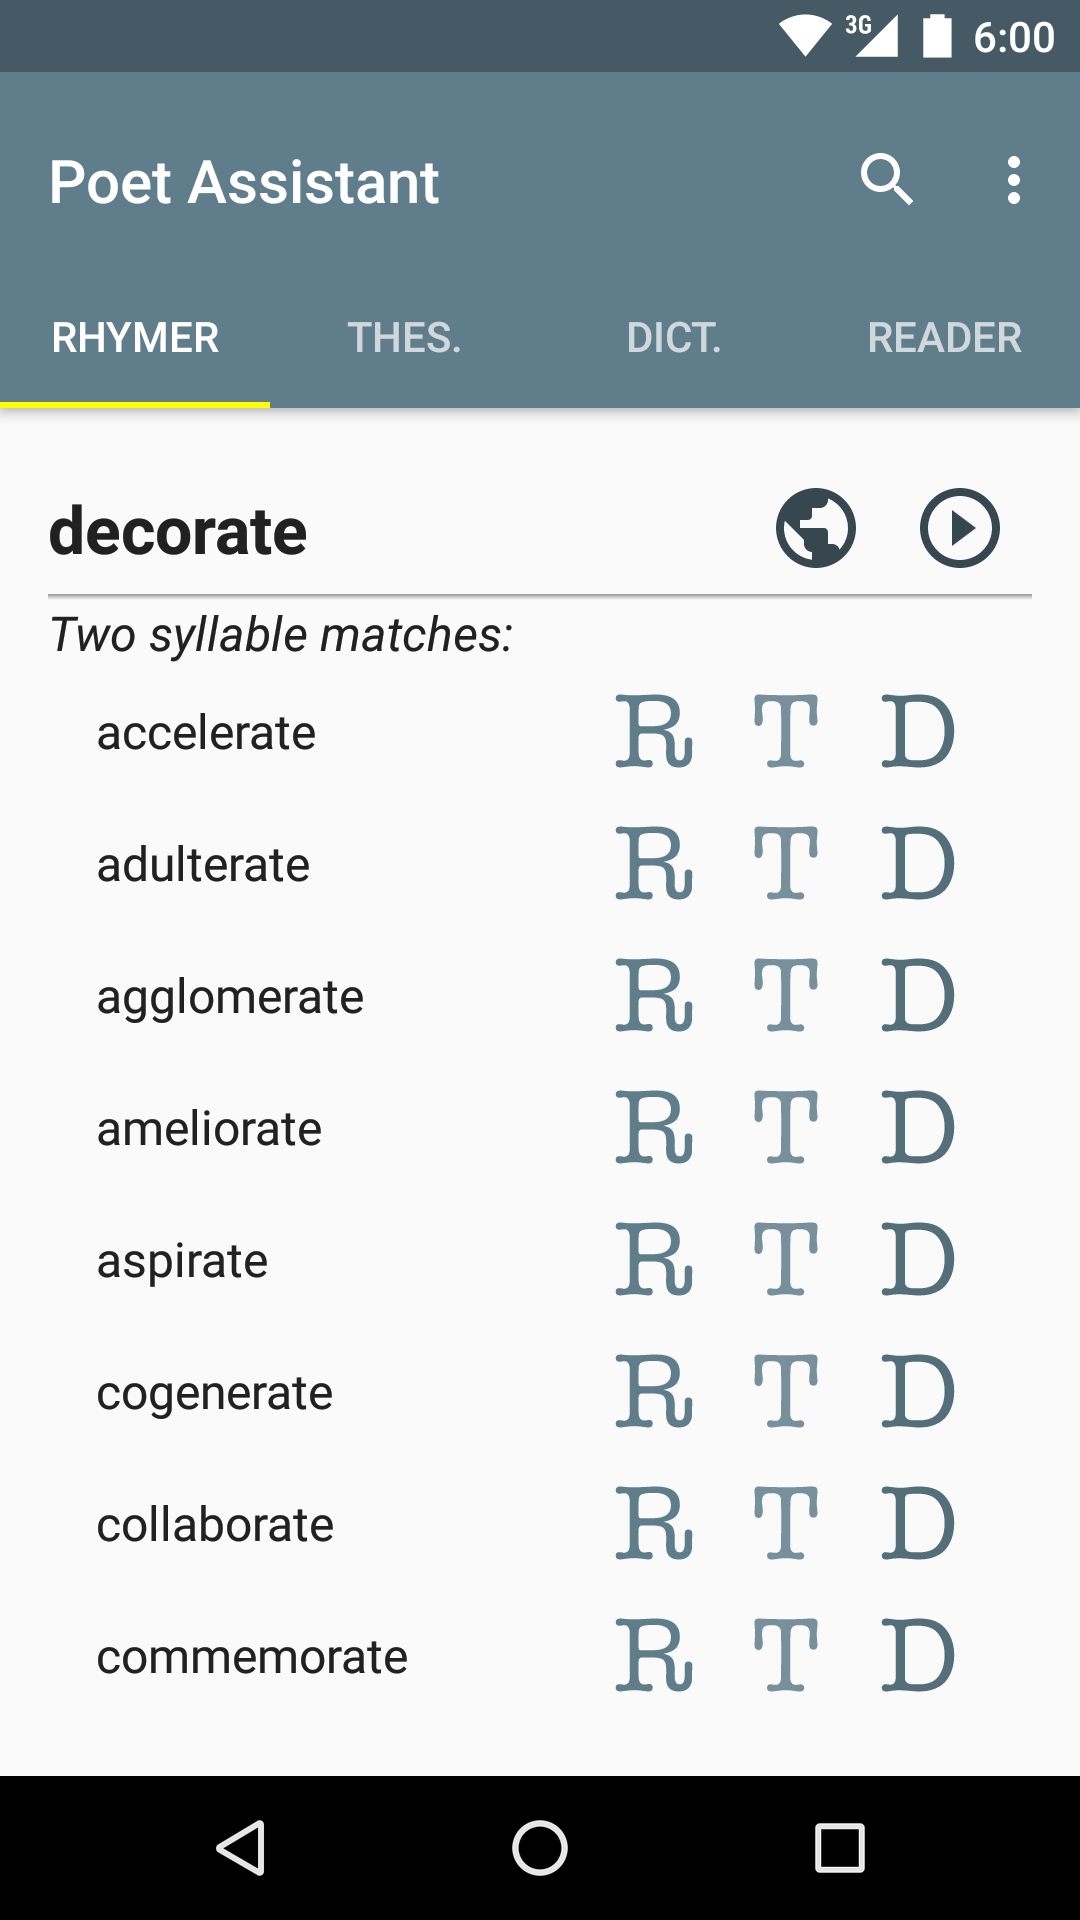 3G 6:00
Poet Assistant
RHYMER THES. DICT. READER
decorate
Two syllable matches:
accelerate R T D
adulterate R T D
agglomerate R T D
ameliorate R T D
aspirate R T D
cogenerate R T D
collaborate R T D
commemorate R T D